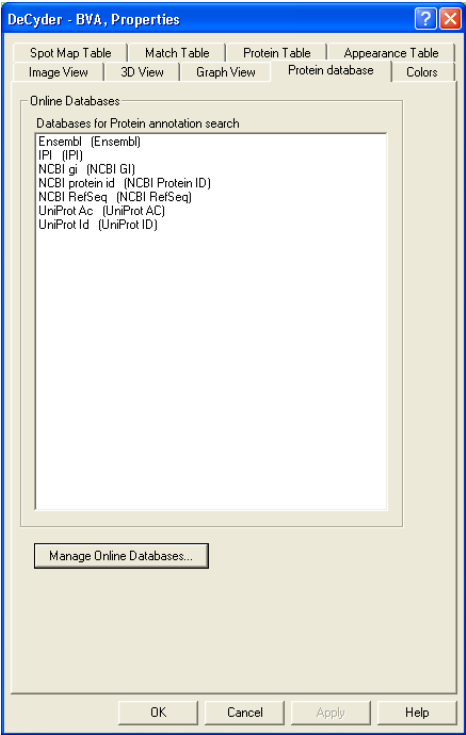 DeCyder - BVA, Properties
Spot Map Table Match Table Protein Table Appearance Table
Image View 3D View Graph View Protein database Colors
Online Databases
Databases for Protein annotation search
Ensembl (Ensembl)
IPI (IPI)
NCBI gi (NCBI GI)
NCBI protein id (NCBI Protein ID)
NCBI RefSeq (NCBI RefSeq)
UniProt Ac (UniProt AC)
UniProt Id (UniProt ID)
Manage Online Databases...
OK Cancel Apply Help